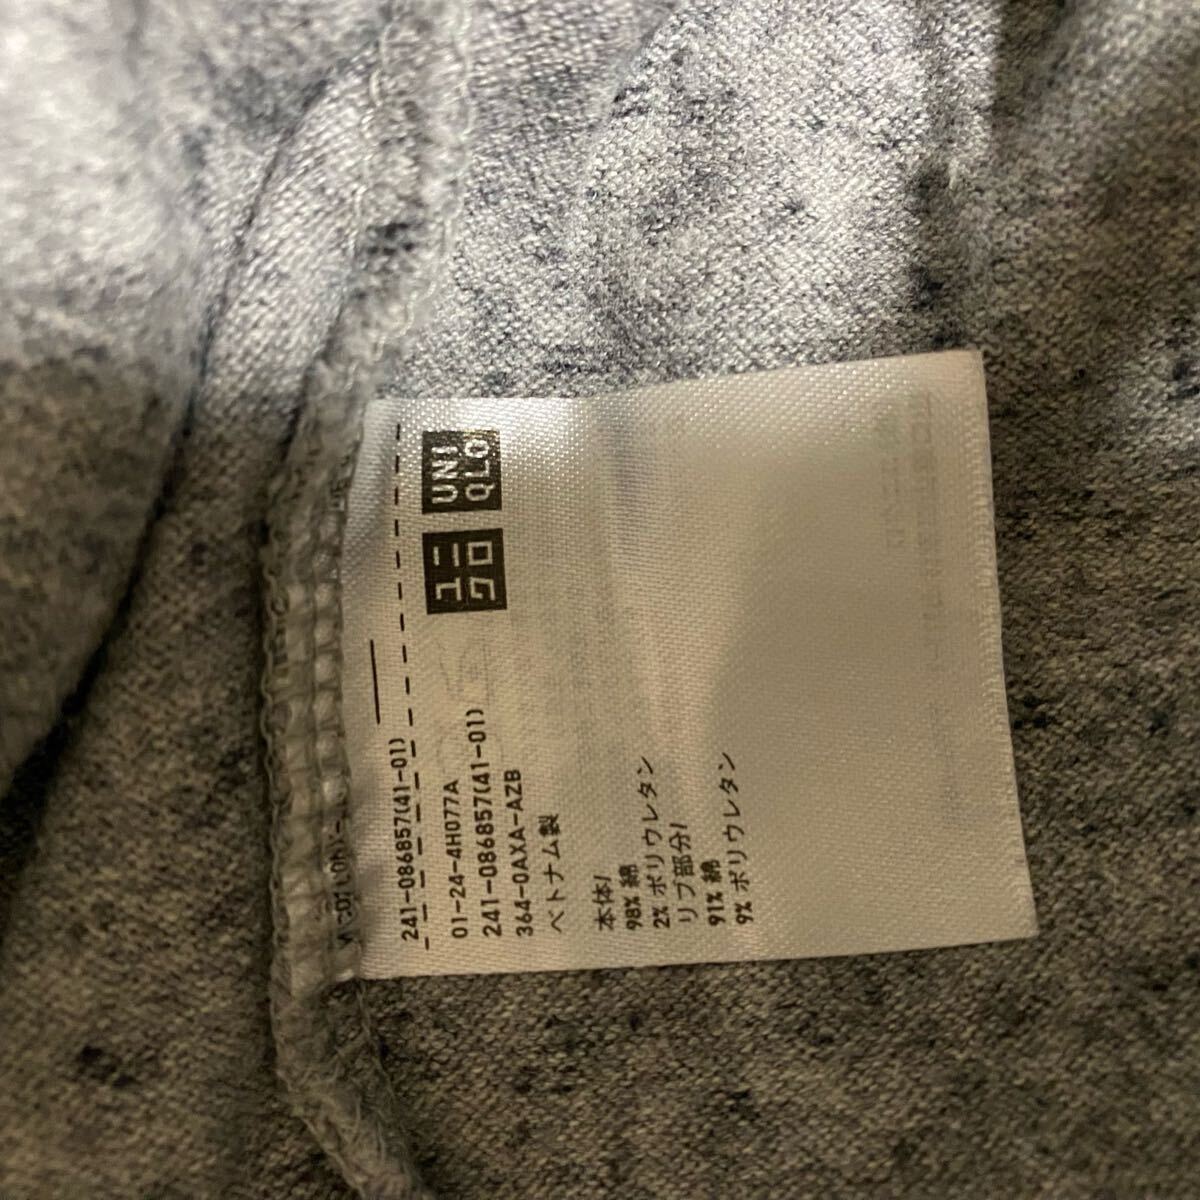 UNI
QLO
ユニ
クロ
241-086857(41-01)
01-24-4H077A
241-086857(41-01)
364-0AXA-AZB
ベトナム製
本体/
98% 綿
2% ポリウレタン
リブ部分/
91% 綿
9% ポリウレタン